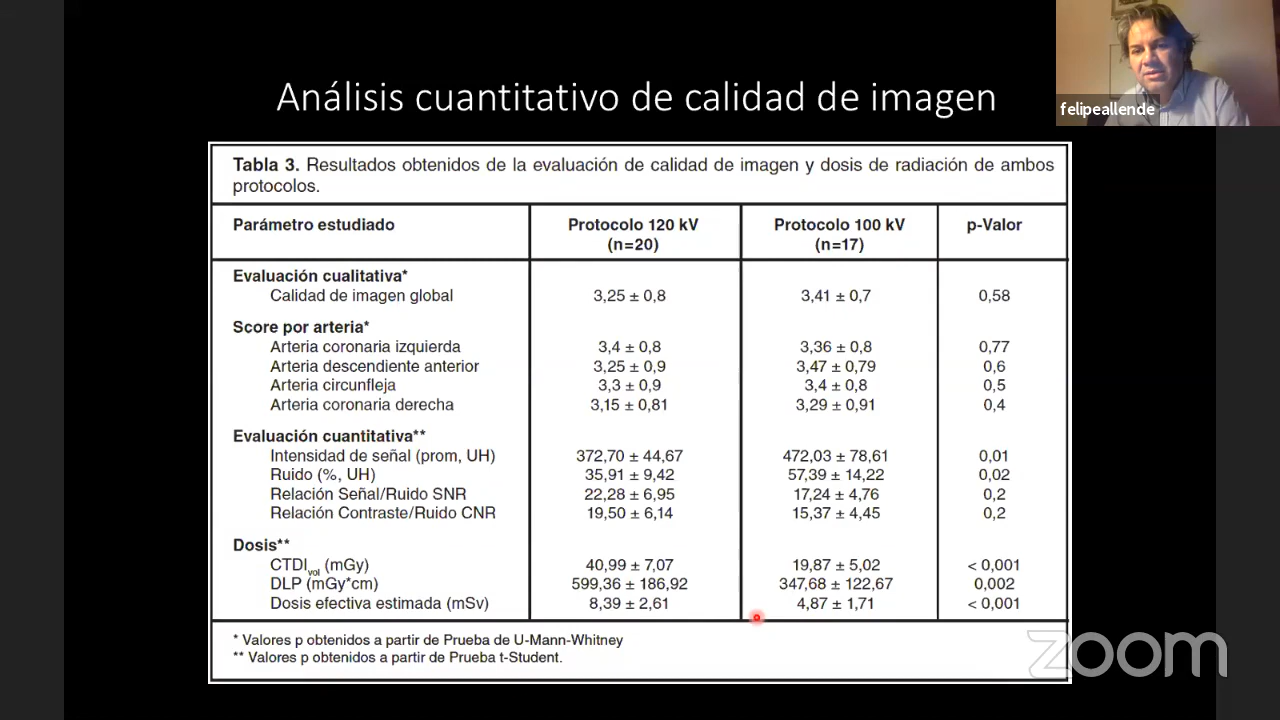 felipeallende
Análisis cuantitativo de calidad de imagen
Tabla 3. Resultados obtenidos de la evaluación de calidad de imagen y dosis de radiación de ambos
protocolos.
Parámetro estudiado Protocolo 120 kV (n=20) Protocolo 100 kV (n=17) p-Valor
Evaluación cualitativa*
Calidad de imagen global 3,25 ± 0,8 3,41 ± 0,7 0,58
Score por arteria*
Arteria coronaria izquierda 3,4 ± 0,8 3,36 ± 0,8 0,77
Arteria descendiente anterior 3,25 ± 0,9 3,47 ± 0,79 0,6
Arteria circunfleja 3,3 ± 0,9 3,4 ± 0,8 0,5
Arteria coronaria derecha 3,15 ± 0,81 3,29 ± 0,91 0,4
Evaluación cuantitativa**
Intensidad de señal (prom, UH) 372,70 ± 44,67 472,03 ± 78,61 0,01
Ruido (%, UH) 35,91 ± 9,42 57,39 ± 14,22 0,02
Relación Señal/Ruido SNR 22,28 ± 6,95 17,24 ± 4,76 0,2
Relación Contraste/Ruido CNR 19,50 ± 6,14 15,37 ± 4,45 0,2
Dosis**
CTDIvol (mGy) 40,99 ± 7,07 19,87 ± 5,02 < 0,001
DLP (mGy*cm) 599,36 ± 186,92 347,68 ± 122,67 0,002
Dosis efectiva estimada (mSv) 8,39 ± 2,61 4,87 ± 1,71 < 0,001
* Valores p obtenidos a partir de Prueba de U-Mann-Whitney
** Valores p obtenidos a partir de Prueba t-Student.
zoom